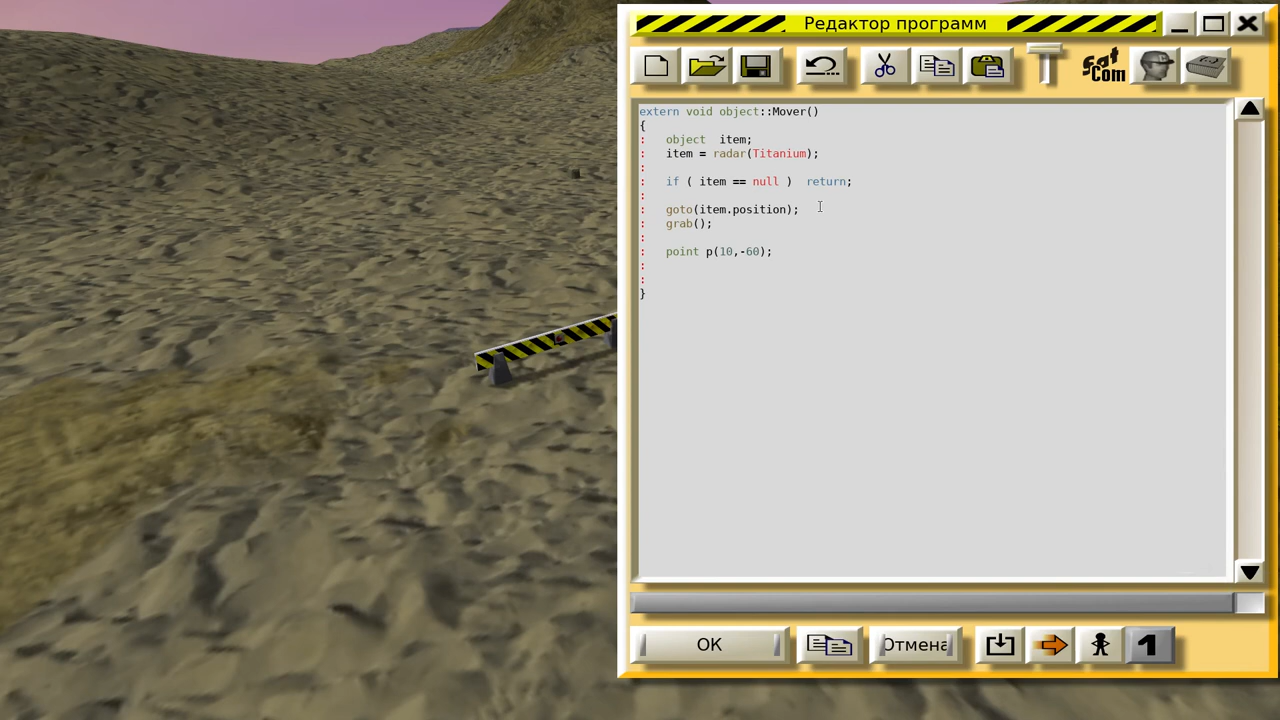 Редактор программ
Sat
Com
extern void object::Mover()
{
:   object  item;
:   item = radar(Titanium);
:
:   if ( item == null )  return;
:
:   goto(item.position);
:   grab();
:
:   point p(10,-60);
:
:
}
OK
Отмена
1